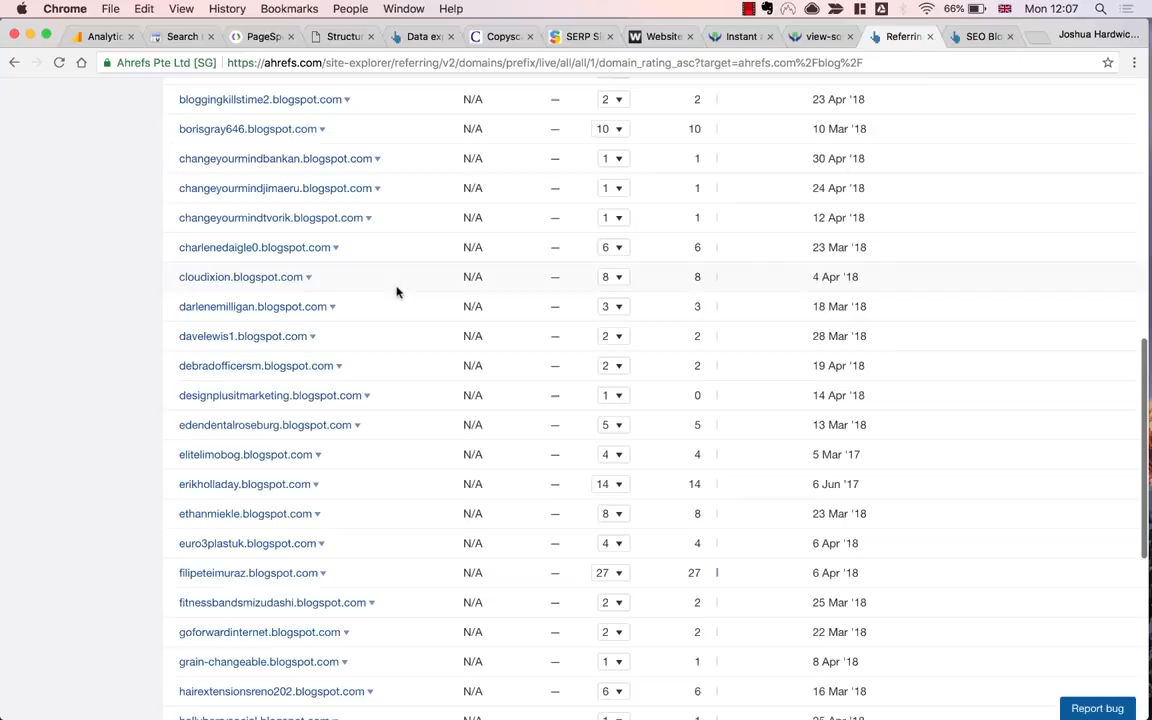 Chrome File Edit View History Bookmarks People Window Help 66% Mon 12:07
Analytic Search PageSp Structu Data ex Copysc SERP Si Website Instant view-so Referrin SEO Blo Joshua Hardwic...
Ahrefs Pte Ltd [SG] https://ahrefs.com/site-explorer/referring/v2/domains/prefix/live/all/all/1/domain_rating_asc?target=ahrefs.com%2Fblog%2F
bloggingkillstime2.blogspot.com N/A — 2 2 23 Apr '18
borisgray646.blogspot.com N/A — 10 10 10 Mar '18
changeyourmindbankan.blogspot.com N/A — 1 1 30 Apr '18
changeyourmindjimaeru.blogspot.com N/A — 1 1 24 Apr '18
changeyourmindtvorik.blogspot.com N/A — 1 1 12 Apr '18
charlenedaigle0.blogspot.com N/A — 6 6 23 Mar '18
cloudixion.blogspot.com N/A — 8 8 4 Apr '18
darlenemilligan.blogspot.com N/A — 3 3 18 Mar '18
davelewis1.blogspot.com N/A — 2 2 28 Mar '18
debradofficersm.blogspot.com N/A — 2 2 19 Apr '18
designplusitmarketing.blogspot.com N/A — 1 0 14 Apr '18
edendentalroseburg.blogspot.com N/A — 5 5 13 Mar '18
elitelimobog.blogspot.com N/A — 4 4 5 Mar '17
erikholladay.blogspot.com N/A — 14 14 6 Jun '17
ethanmiekle.blogspot.com N/A — 8 8 23 Mar '18
euro3plastuk.blogspot.com N/A — 4 4 6 Apr '18
filipeteimuraz.blogspot.com N/A — 27 27 6 Apr '18
fitnessbandsmizudashi.blogspot.com N/A — 2 2 25 Mar '18
goforwardinternet.blogspot.com N/A — 2 2 22 Mar '18
grain-changeable.blogspot.com N/A — 1 1 8 Apr '18
hairextensionsreno202.blogspot.com N/A — 6 6 16 Mar '18
Report bug